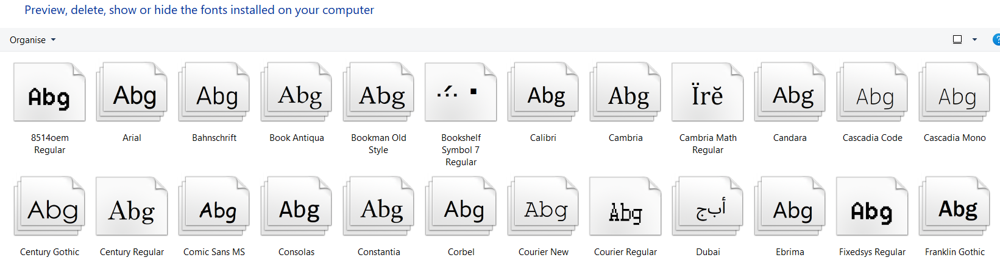 Preview, delete, show or hide the fonts installed on your computer
Organise
?
Abg Abg Abg Abg Abg Abg Abg Ïrĕ Abg Abg Abg
8514oem Regular
Arial
Bahnschrift
Book Antiqua
Bookman Old Style
Bookshelf Symbol 7 Regular
Calibri
Cambria
Cambria Math Regular
Candara
Cascadia Code
Cascadia Mono
Abg Abg Abg Abg Abg Abg Abg Abg أب‌ج Abg Abg Abg
Century Gothic
Century Regular
Comic Sans MS
Consolas
Constantia
Corbel
Courier New
Courier Regular
Dubai
Ebrima
Fixedsys Regular
Franklin Gothic